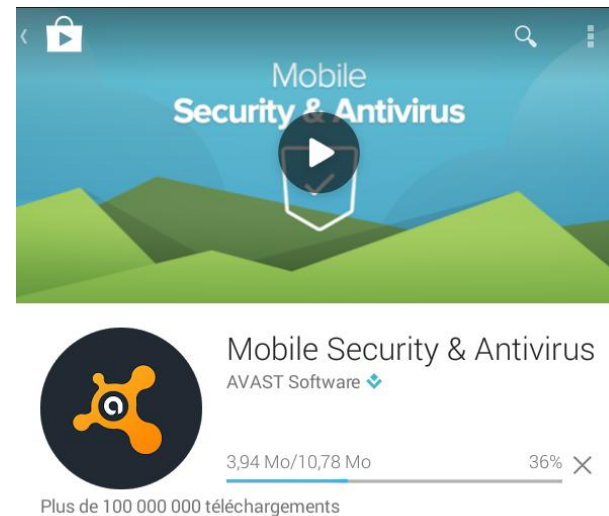 Mobile
Security & Antivirus
a
Mobile Security & Antivirus
AVAST Software
3,94 Mo/10,78 Mo 36%
Plus de 100 000 000 téléchargements